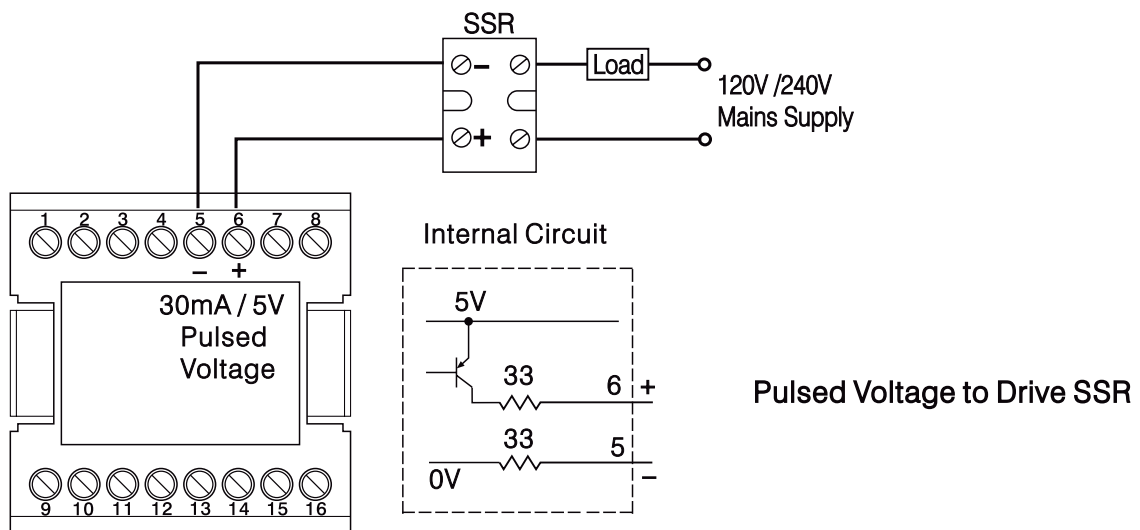 SSR
−
+
Load
120V /240V
Mains Supply
1 2 3 4 5 6 7 8
− +
30mA / 5V
Pulsed
Voltage
9 10 11 12 13 14 15 16
Internal Circuit
5V
33
6 +
33
5
0V
−
Pulsed Voltage to Drive SSR